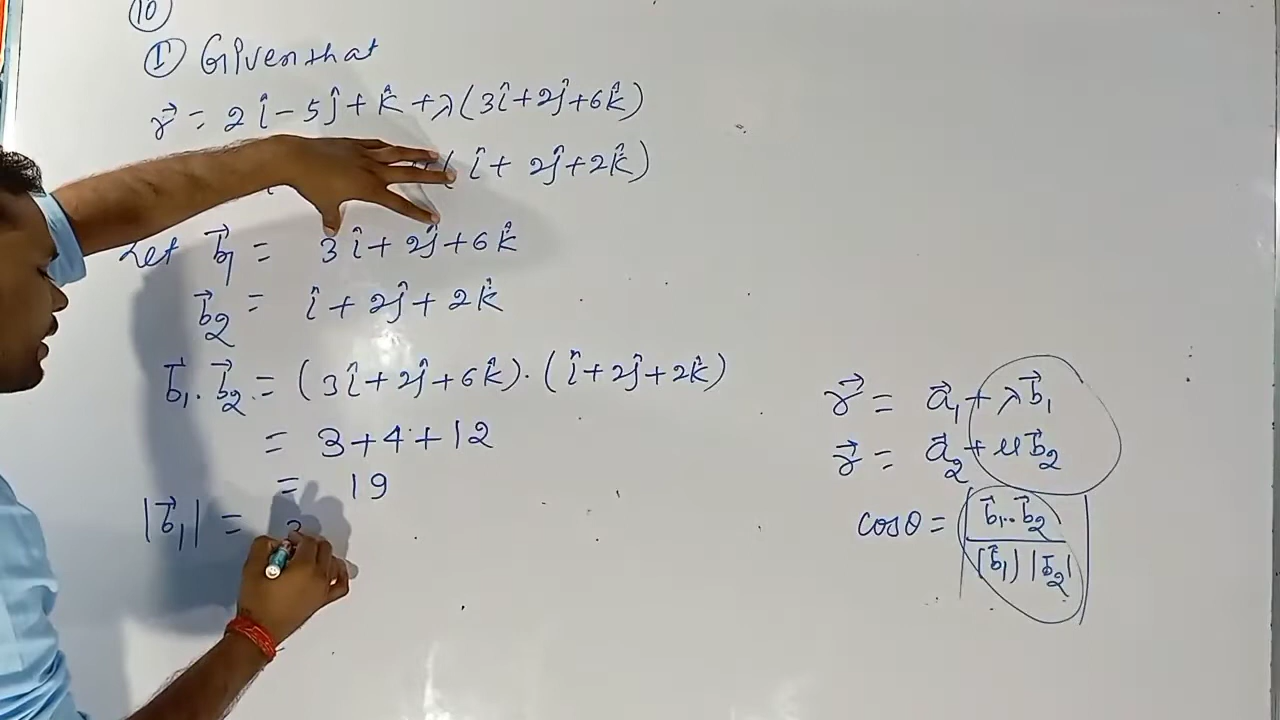 10
① Given that
r⃗ = 2î - 5ĵ + k̂ + λ(3î + 2ĵ + 6k̂)
( î + 2ĵ + 2k̂)
Let b⃗₁ = 3î + 2ĵ + 6k̂
b⃗₂ = î + 2ĵ + 2k̂
b⃗₁ . b⃗₂ = (3î + 2ĵ + 6k̂) . (î + 2ĵ + 2k̂)
= 3 + 4 + 12
= 19
|b⃗₁| =
r⃗ = a⃗₁ + λb⃗₁
r⃗ = a⃗₂ + μb⃗₂
cosθ = | b⃗₁ . b⃗₂ / |b⃗₁| |b⃗₂| |